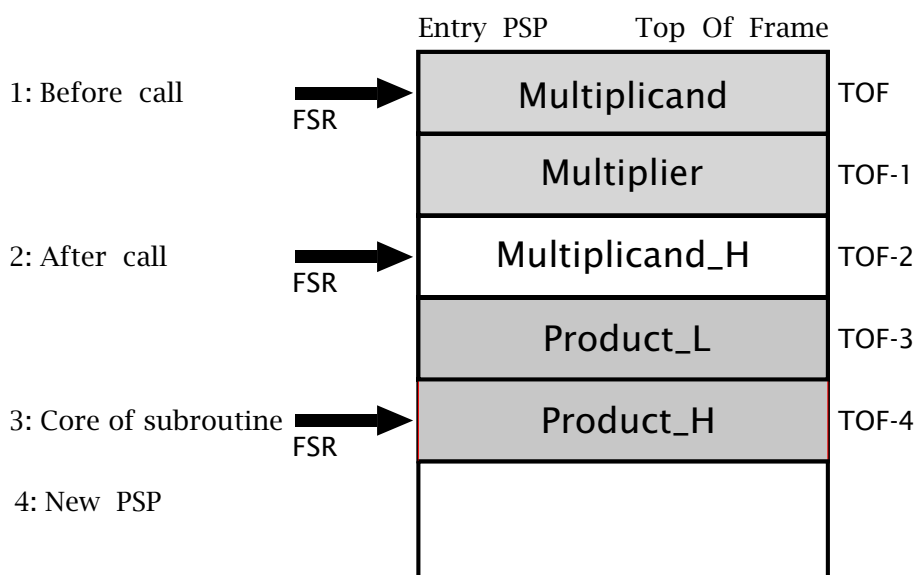 Entry PSP Top Of Frame
1: Before call
FSR
Multiplicand
TOF
Multiplier
TOF-1
2: After call
FSR
Multiplicand_H
TOF-2
Product_L
TOF-3
3: Core of subroutine
FSR
Product_H
TOF-4
4: New PSP